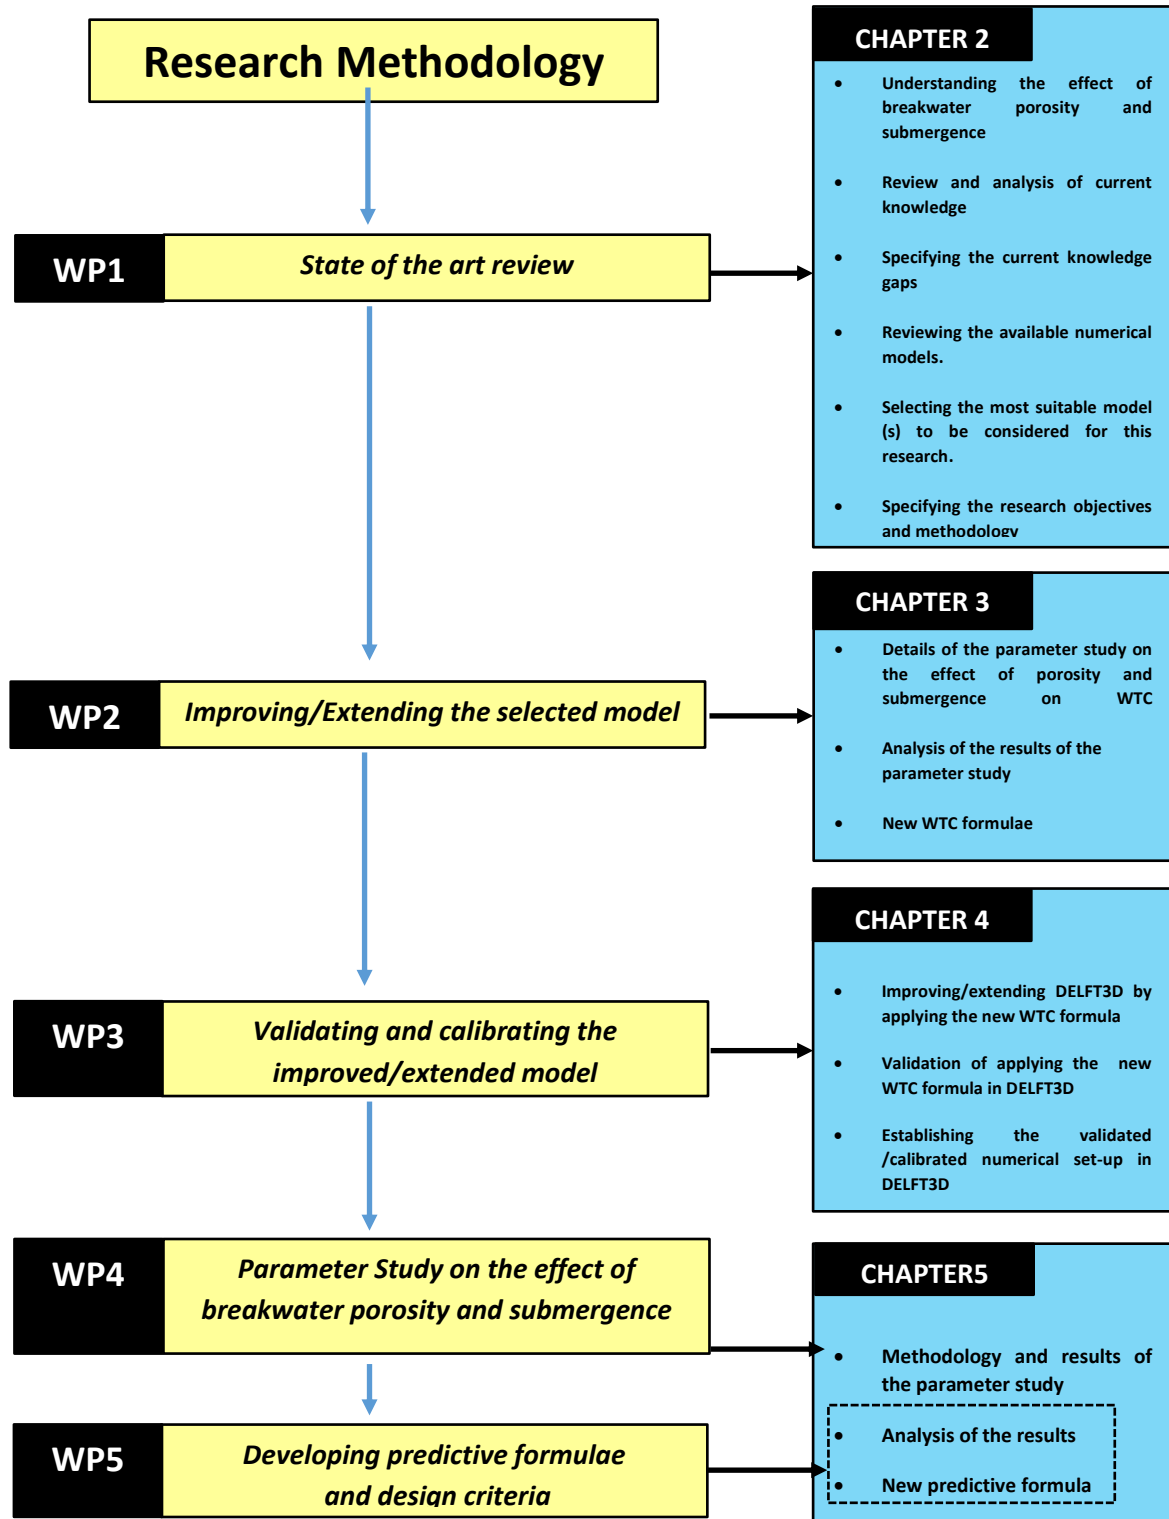 Research Methodology
CHAPTER 2
• Understanding the effect of
breakwater porosity and
submergence
• Review and analysis of current
knowledge
• Specifying the current knowledge
gaps
• Reviewing the available numerical
models.
• Selecting the most suitable model
(s) to be considered for this
research.
• Specifying the research objectives
and methodology
WP1
State of the art review
CHAPTER 3
• Details of the parameter study on
the effect of porosity and
submergence on WTC
• Analysis of the results of the
parameter study
• New WTC formulae
WP2
Improving/Extending the selected model
CHAPTER 4
• Improving/extending DELFT3D by
applying the new WTC formula
• Validation of applying the new
WTC formula in DELFT3D
• Establishing the validated
/calibrated numerical set-up in
DELFT3D
WP3
Validating and calibrating the
improved/extended model
WP4
Parameter Study on the effect of
breakwater porosity and submergence
CHAPTER5
• Methodology and results of
the parameter study
• Analysis of the results
• New predictive formula
WP5
Developing predictive formulae
and design criteria